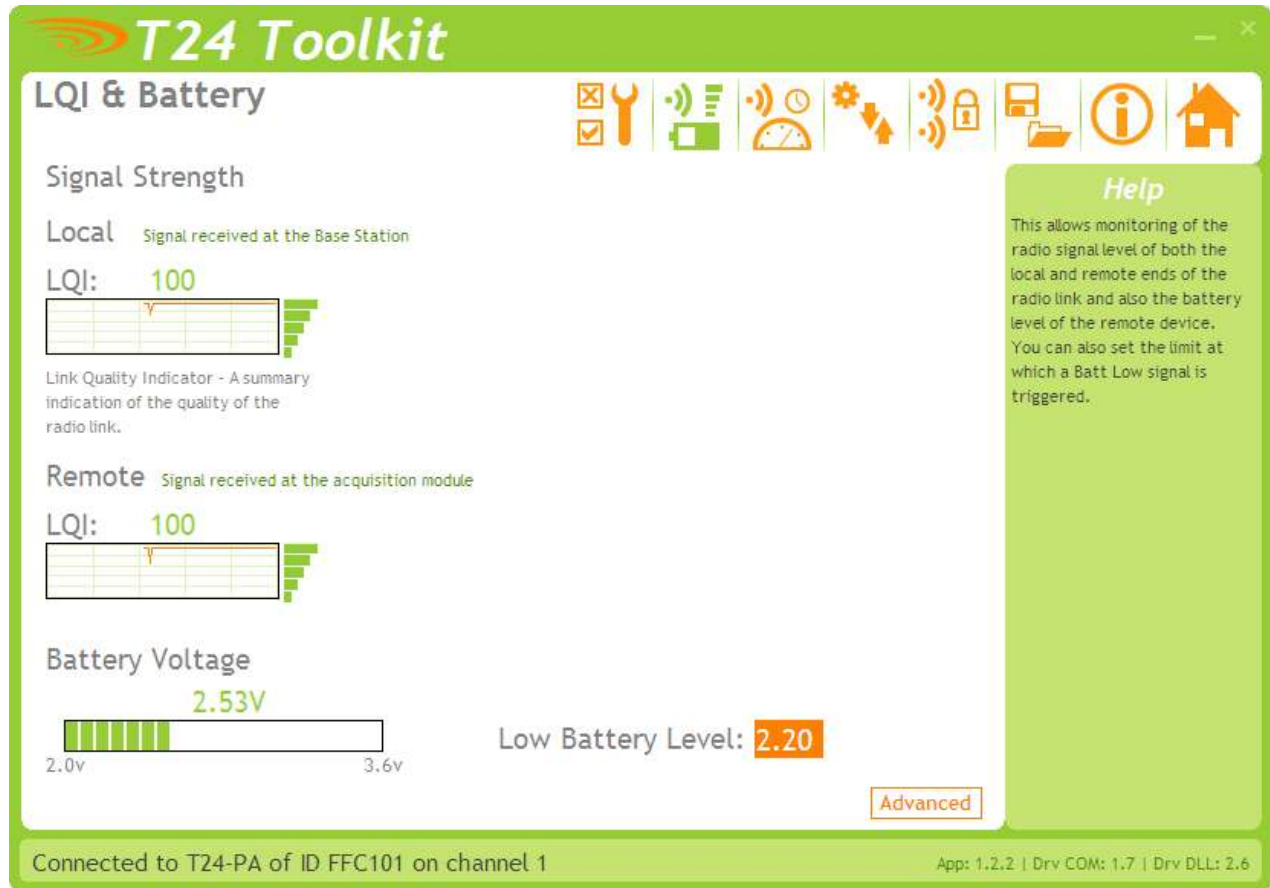 T24 Toolkit
LQI & Battery
Signal Strength
Local Signal received at the Base Station
LQI: 100
Link Quality Indicator - A summary
indication of the quality of the
radio link.
Remote Signal received at the acquisition module
LQI: 100
Battery Voltage
2.53V
2.0v 3.6v
Low Battery Level: 2.20
Advanced
Help
This allows monitoring of the
radio signal level of both the
local and remote ends of the
radio link and also the battery
level of the remote device.
You can also set the limit at
which a Batt Low signal is
triggered.
Connected to T24-PA of ID FFC101 on channel 1
App: 1.2.2 | Drv COM: 1.7 | Drv DLL: 2.6